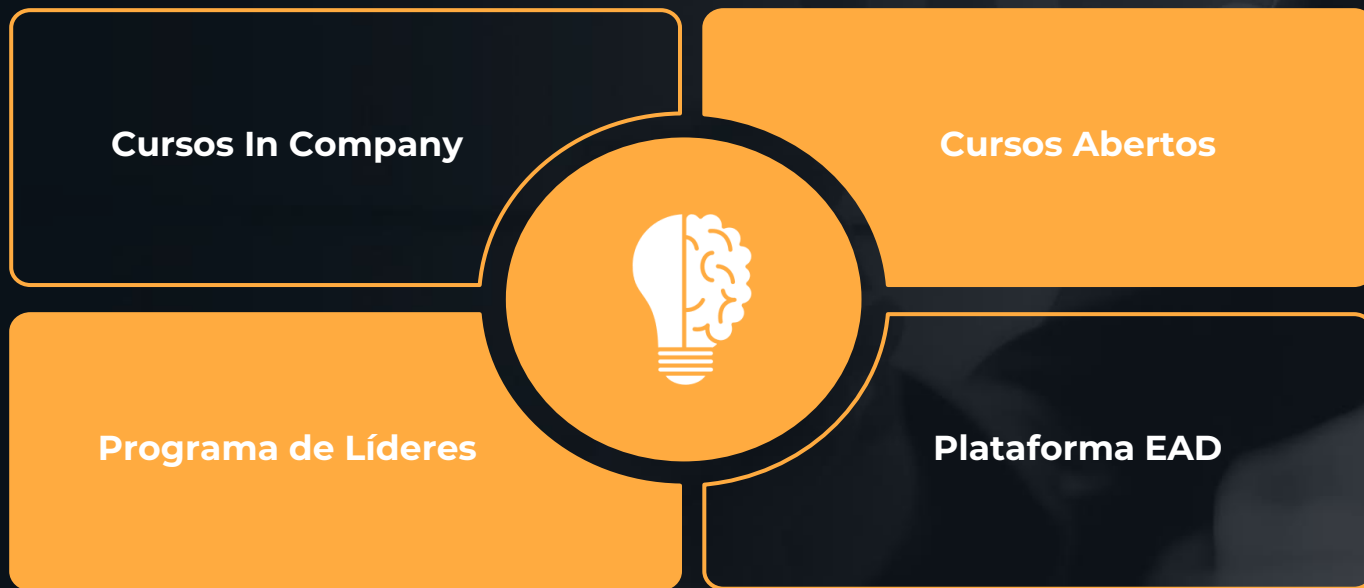 Cursos In Company
Cursos Abertos
Programa de Líderes
Plataforma EAD